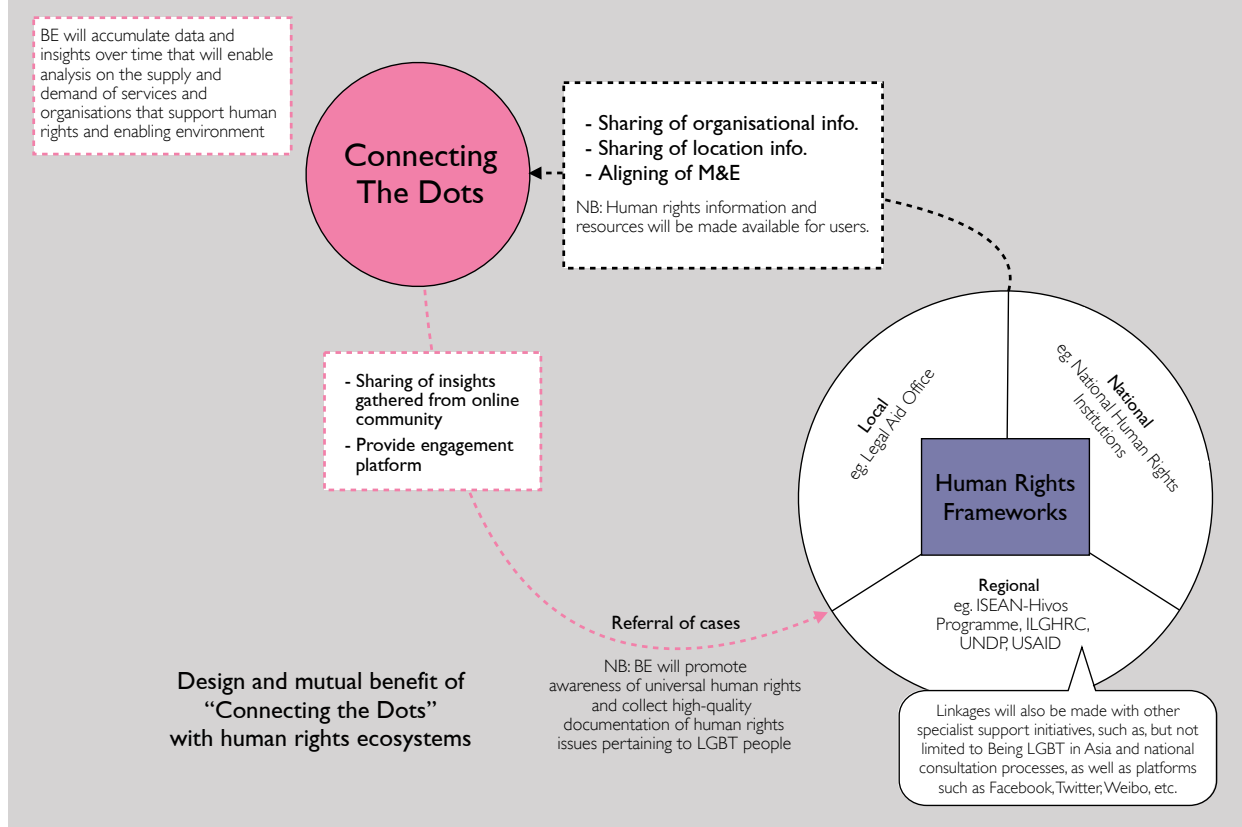 BE will accumulate data and
insights over time that will enable
analysis on the supply and
demand of services and
organisations that support human
rights and enabling environment
Connecting
The Dots
- Sharing of organisational info.
- Sharing of location info.
- Aligning of M&E
NB: Human rights information and
resources will be made available for users.
- Sharing of insights
gathered from online
community
- Provide engagement
platform
Local
eg. Legal Aid Office
National
eg. National Human Rights
Institutions
Human Rights
Frameworks
Regional
eg. ISEAN-Hivos
Programme, ILGHRC,
UNDP, USAID
Referral of cases
NB: BE will promote
awareness of universal human rights
and collect high-quality
documentation of human rights
issues pertaining to LGBT people
Design and mutual benefit of
“Connecting the Dots”
with human rights ecosystems
Linkages will also be made with other
specialist support initiatives, such as, but not
limited to Being LGBT in Asia and national
consultation processes, as well as platforms
such as Facebook, Twitter, Weibo, etc.